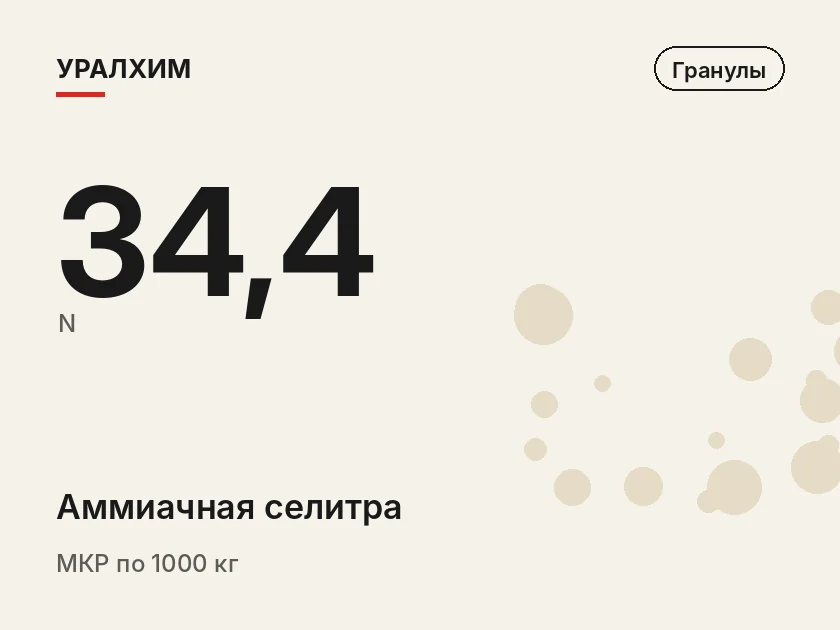 УРАЛХИМ
Гранулы
34,4
N
Аммиачная селитра
МКР по 1000 кг